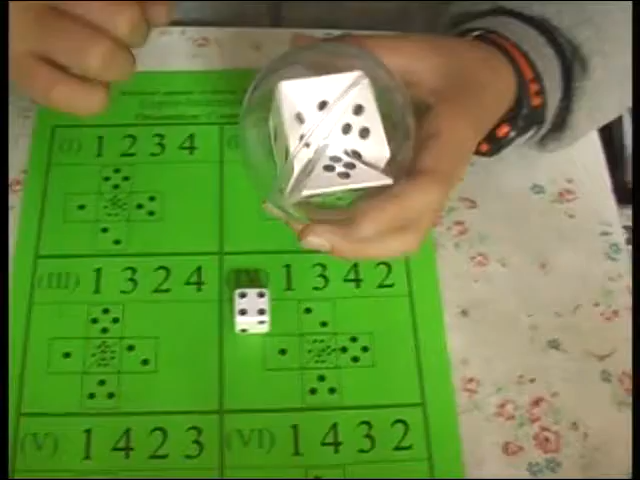 (I) 1 2 3 4
(III) 1 3 2 4
1 3 4 2
(V) 1 4 2 3
(VI) 1 4 3 2